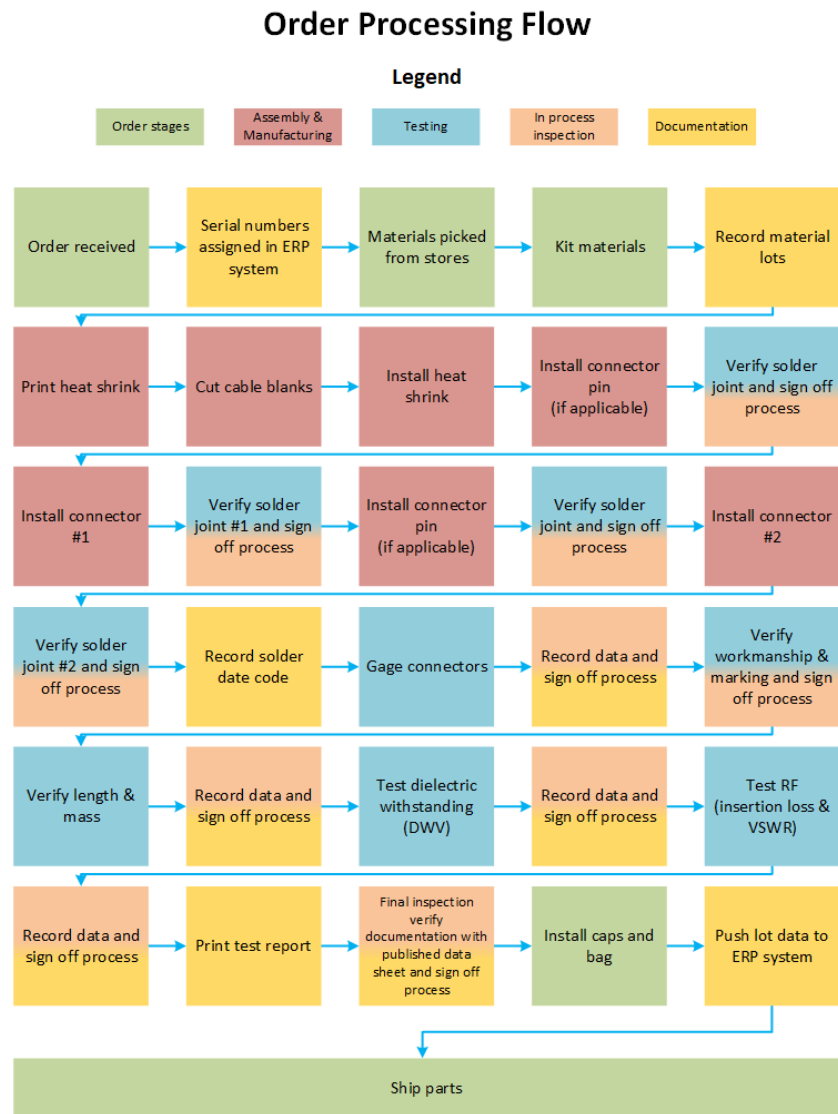 Order Processing Flow
Legend
Order stages
Assembly &
Manufacturing
Testing
In process
inspection
Documentation
Order received
Serial numbers
assigned in ERP
system
Materials picked
from stores
Kit materials
Record material
lots
Print heat shrink
Cut cable blanks
Install heat
shrink
Install connector
pin
(if applicable)
Verify solder
joint and sign off
process
Install connector
#1
Verify solder
joint #1 and sign
off process
Install connector
pin
(if applicable)
Verify solder
joint and sign off
process
Install connector
#2
Verify solder
joint #2 and sign
off process
Record solder
date code
Gage connectors
Record data and
sign off process
Verify
workmanship &
marking and sign
off process
Verify length &
mass
Record data and
sign off process
Test dielectric
withstanding
(DWV)
Record data and
sign off process
Test RF
(insertion loss &
VSWR)
Record data and
sign off process
Print test report
Final inspection
verify
documentation with
published data
sheet and sign off
process
Install caps and
bag
Push lot data to
ERP system
Ship parts